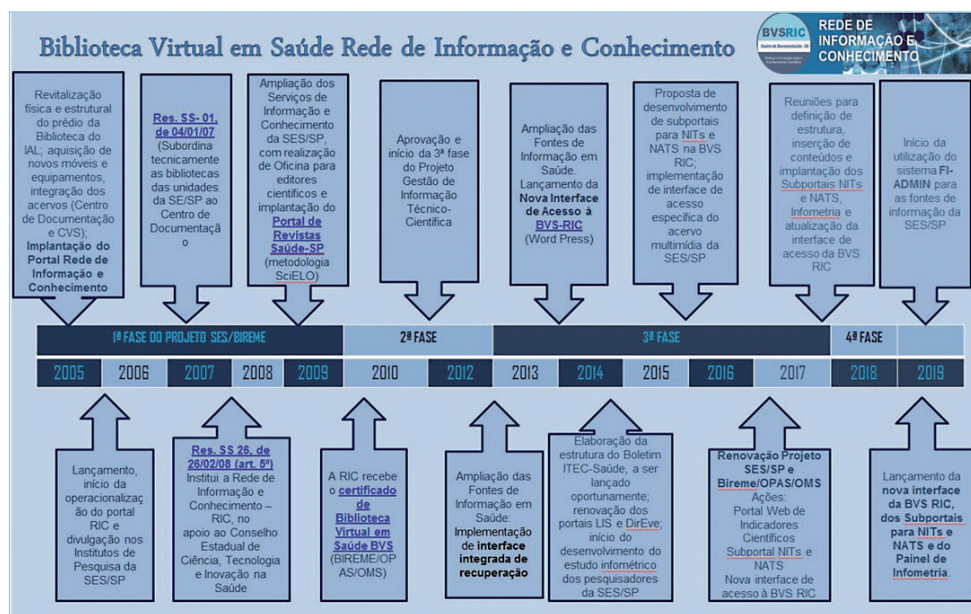 Biblioteca Virtual em Saúde Rede de Informação e Conhecimento
BVSRIC
REDE DE
INFORMAÇÃO E
CONHECIMENTO
Revitalização
física e estrutural
do prédio da
Biblioteca do
IAL; aquisição de
novos móveis e
equipamentos,
integração dos
acervos (Centro
de Documentação
e CVS);
Implantação do
Portal Rede de
Informação e
Conhecimento
Res. SS- 01,
de 04/01/07
(Subordina
tecnicamente
as bibliotecas
das unidades
da SE/SP ao
Centro de
Documentaçã
o
Ampliação dos
Serviços de
Informação e
Conhecimento da
SES/SP,
com realização
de Oficina para
editores
científicos e
implantação do
Portal de
Revistas
Saúde-SP
(metodologia
SciELO)
Aprovação e
início da 3ª fase
do Projeto
Gestão de
Informação
Técnico-
Científica
Ampliação das
Fontes de
Informação em
Saúde.
Lançamento da
Nova Interface
de Acesso à
BVS-RIC
(Word Press)
Proposta de
desenvolvimento
de subportais
para NITs e
NATS na BVS
RIC;
implementação
de interface de
acesso
especifica do
acervo
multimídia da
SES/SP
Reuniões para
definição de
estrutura,
inserção de
conteúdos e
implantação dos
Subportais NITs
e NATS,
Infometria e
atualização da
interface de
acesso da BVS
RIC
Início da
utilização do
sistema FI-
ADMIN para
as fontes de
informação da
SES/SP
1ª FASE DO PROJETO SES/BIREME
2ª FASE
3ª FASE
4ª FASE
2005 2006 2007 2008 2009 2010 2012 2013 2014 2015 2016 2017 2018 2019
Lançamento,
início da
operacionalizaç
ão do portal
RIC e
divulgação nos
Institutos de
Pesquisa da
SES/SP
Res. SS 26, de
26/02/08 (art. 5º)
Institui a Rede de
Informação e
Conhecimento –
RIC, no
apoio ao Conselho
Estadual de
Ciência, Tecnologia
e Inovação na
Saúde
A RIC recebe
o certificado de
Biblioteca
Virtual em
Saúde BVS
(BIREME/OP
AS/OMS)
Ampliação das
Fontes de
Informação em
Saúde:
Implementação
de interface
integrada de
recuperação
Elaboração da
estrutura do Boletim
ITEC-Saúde, a ser
lançado
oportunamente;
renovação dos
portais LIS e DirEve;
início do
desenvolvimento do
estudo infométrico
dos pesquisadores
da SES/SP
Renovação Projeto
SES/SP e
Bireme/OPAS/OMS
Ações:
Portal Web de
Indicadores
Científicos
Subportal NITs e
NATS
Nova interface de
acesso à BVS RIC
Lançamento da
nova interface
da BVS RIC,
dos Subportais
para NITs e
NATS e do
Painel de
Infometria.